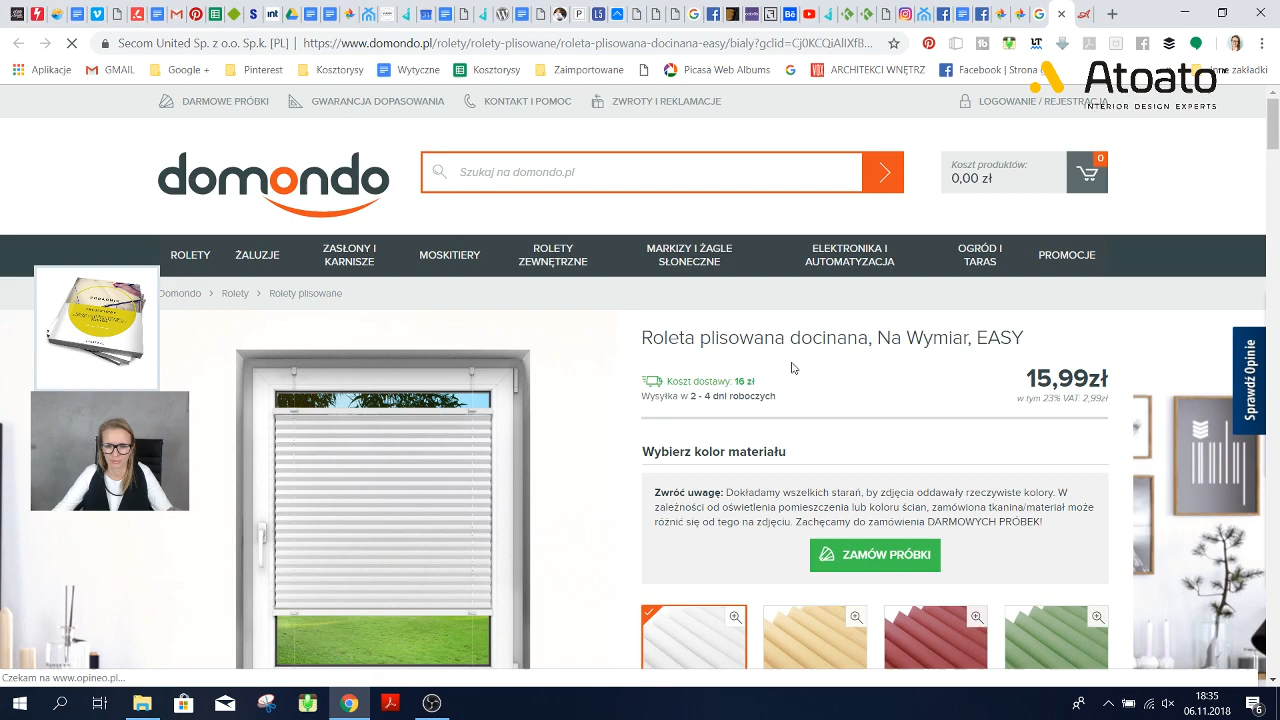 Secom United Sp. z o. Sp.k. [PL] | https://www.domondo.pl/rolety/rolety-plisowane/roleta-plisowana-docinana-easy/bialy?gclid=Cj0KCQiAlIXfB...
Aplikacje GMAIL Google + Pinterest Kosztorysy Wytyczne Kosztorysy Zaimportowane Picasa Web Albums ARCHITEKCI WNĘTRZ Facebook | Strona Inne zakładki
Atoato
INTERIOR DESIGN EXPERTS
DARMOWE PRÓBKI GWARANCJA DOPASOWANIA KONTAKT I POMOC ZWROTY I REKLAMACJE LOGOWANIE / REJESTRACJA
domondo
Szukaj na domondo.pl
Koszt produktów:
0,00 zł
0
ROLETY ŻALUZJE ZASŁONY I KARNISZE MOSKITIERY ROLETY ZEWNĘTRZNE MARKIZY I ŻAGLE SŁONECZNE ELEKTRONIKA I AUTOMATYZACJA OGRÓD I TARAS PROMOCJE
Domondo > Rolety > Rolety plisowane
Roleta plisowana docinana, Na Wymiar, EASY
Koszt dostawy: 16 zł
Wysyłka w 2 - 4 dni roboczych
15,99zł
w tym 23% VAT: 2,99zł
Sprawdź Opinie
Wybierz kolor materiału
Zwróć uwagę: Dokładamy wszelkich starań, by zdjęcia oddawały rzeczywiste kolory. W
zależności od oświetlenia pomieszczenia lub koloru ścian, zamówiona tkanina/materiał może
różnić się od tego na zdjęciu. Zachęcamy do zamówienia DARMOWYCH PRÓBEK!
ZAMÓW PRÓBKI
Czekam na www.opineo.pl...
18:35
06.11.2018
6